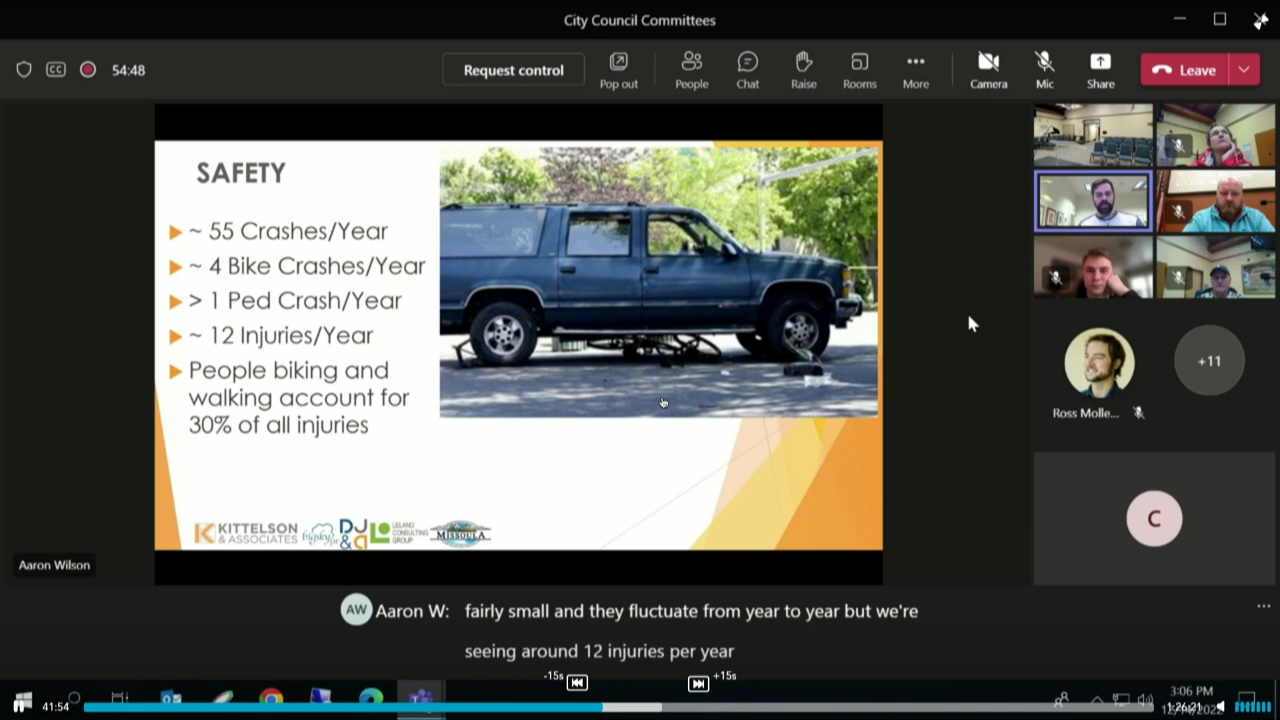 City Council Committees
CC
54:48
Request control
Pop out
People
Chat
Raise
Rooms
More
Camera
Mic
Share
Leave
SAFETY
~ 55 Crashes/Year
~ 4 Bike Crashes/Year
> 1 Ped Crash/Year
~ 12 Injuries/Year
People biking and
walking account for
30% of all injuries
KITTELSON
& ASSOCIATES
DJ&A
LELAND
CONSULTING
GROUP
MISSOULA
Ross Molle...
+11
C
Aaron Wilson
AW
Aaron W: fairly small and they fluctuate from year to year but we're
seeing around 12 injuries per year
-15s
+15s
41:54
3:06 PM
1:26:21